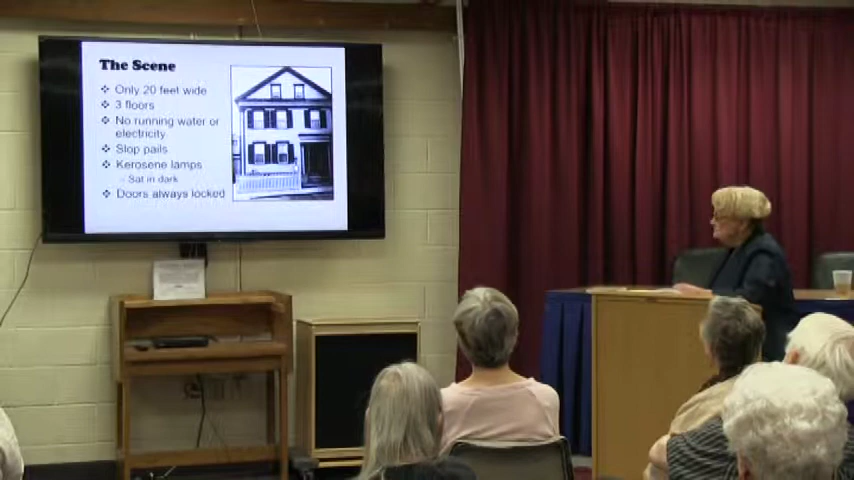 The Scene
❖ Only 20 feet wide
❖ 3 floors
❖ No running water or
electricity
❖ Slop pails
❖ Kerosene lamps
– Sat in dark
❖ Doors always locked